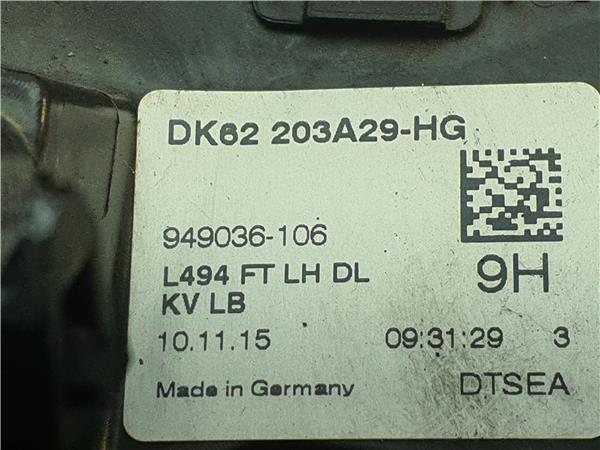 DK62 203A29-HG
949036-106
9H
L494 FT LH DL
KV LB
10.11.15 09:31:29 3
Made in Germany DTSEA